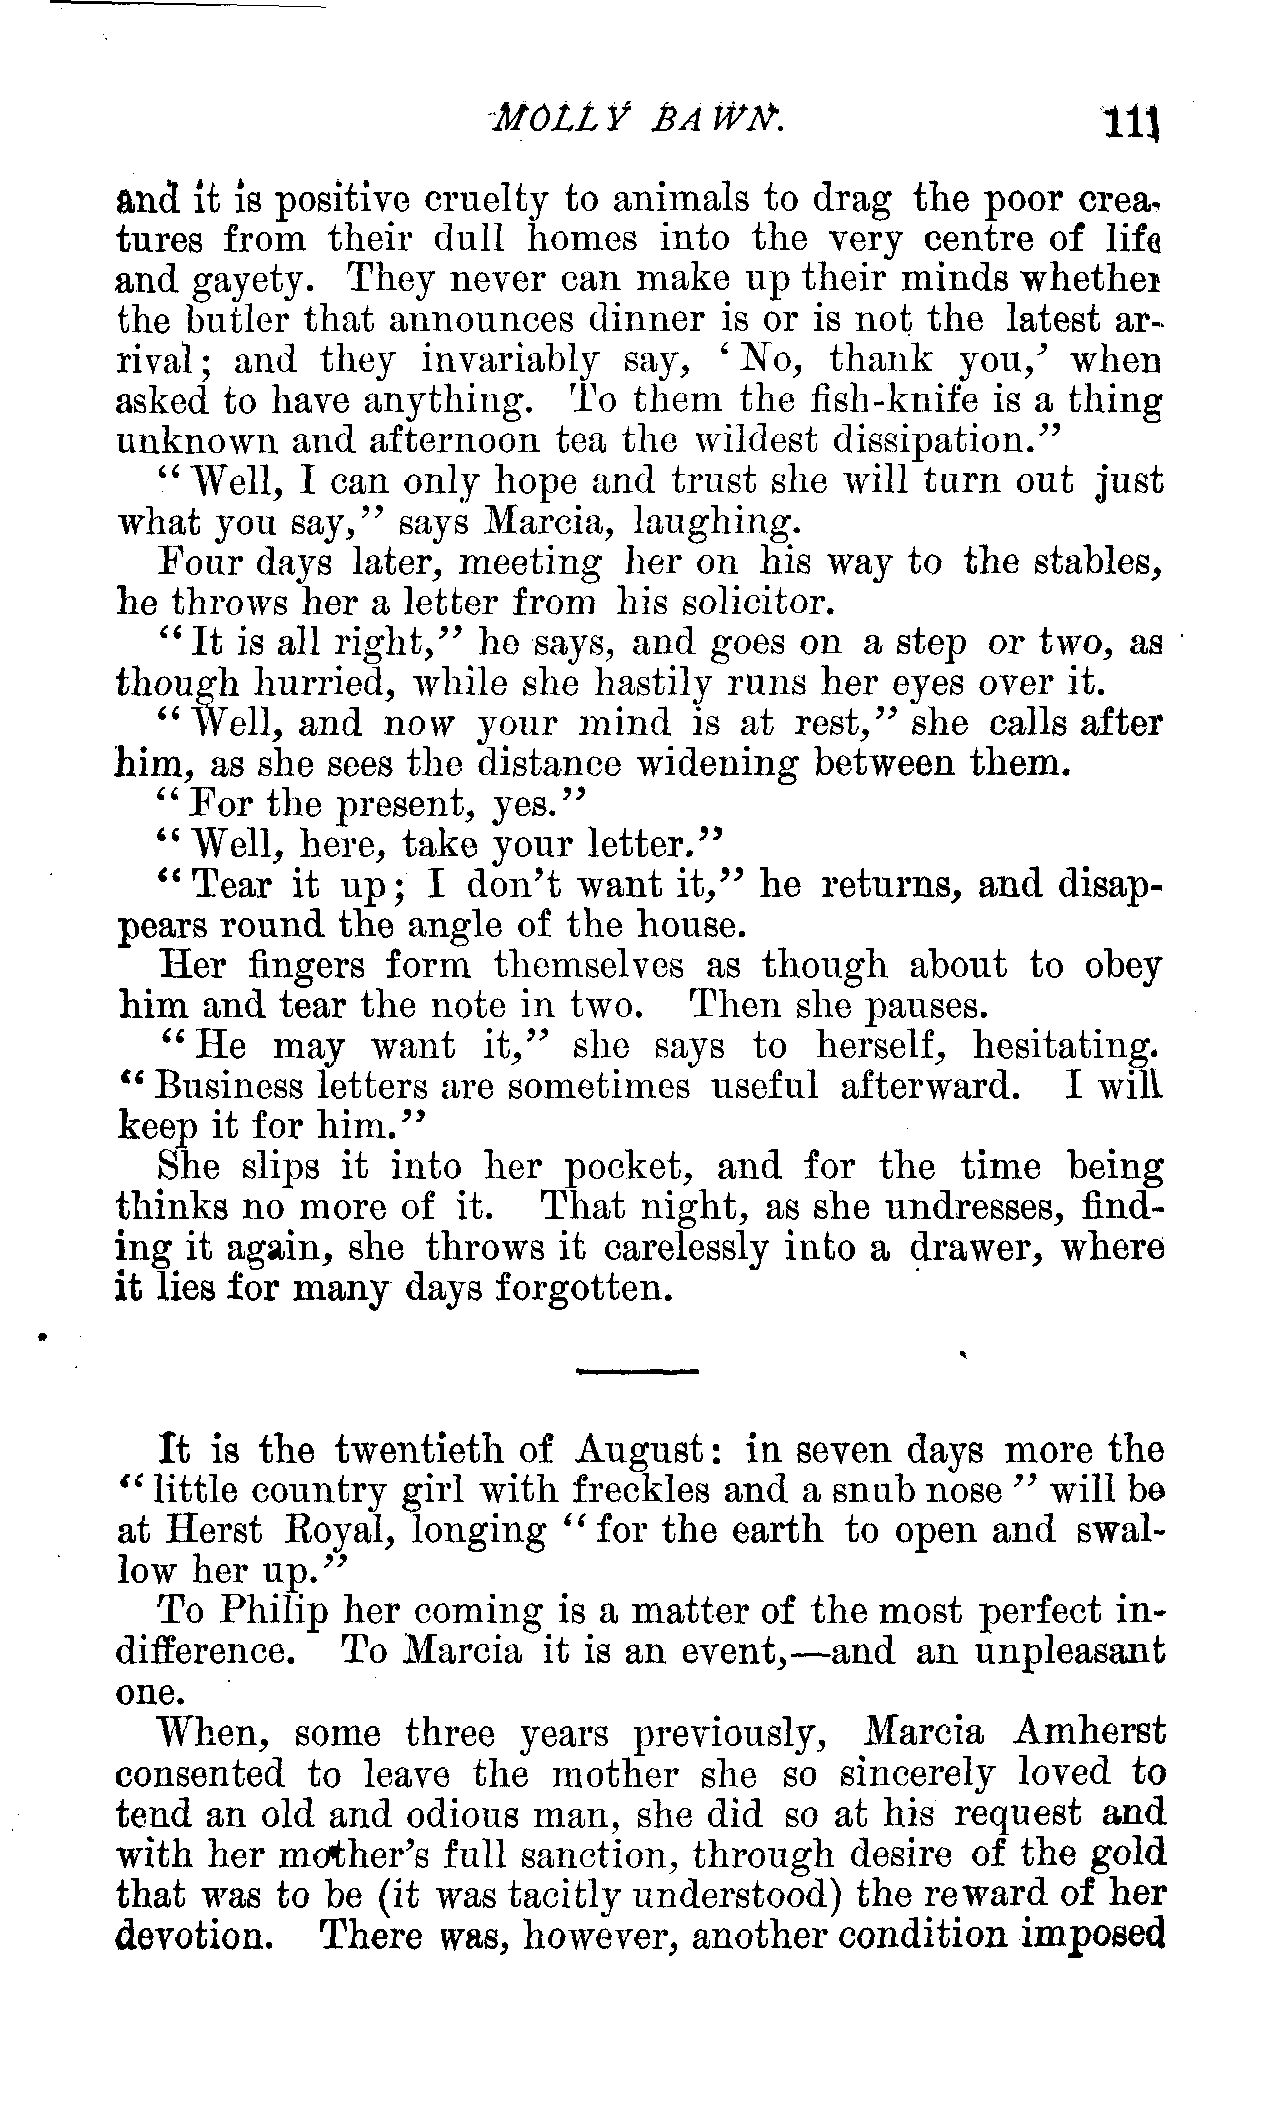 MOLLY BAWN. 111
and it is positive cruelty to animals to drag the poor crea-
tures from their dull homes into the very centre of life
and gayety. They never can make up their minds whether
the butler that announces dinner is or is not the latest ar-
rival; and they invariably say, ‘No, thank you,’ when
asked to have anything. To them the fish-knife is a thing
unknown and afternoon tea the wildest dissipation.”
“Well, I can only hope and trust she will turn out just
what you say,” says Marcia, laughing.
Four days later, meeting her on his way to the stables,
he throws her a letter from his solicitor.
“It is all right,” he says, and goes on a step or two, as
though hurried, while she hastily runs her eyes over it.
“Well, and now your mind is at rest,” she calls after
him, as she sees the distance widening between them.
“For the present, yes.”
“Well, here, take your letter.”
“Tear it up; I don’t want it,” he returns, and disap-
pears round the angle of the house.
Her fingers form themselves as though about to obey
him and tear the note in two. Then she pauses.
“He may want it,” she says to herself, hesitating.
“Business letters are sometimes useful afterward. I will
keep it for him.”
She slips it into her pocket, and for the time being
thinks no more of it. That night, as she undresses, find-
ing it again, she throws it carelessly into a drawer, where
it lies for many days forgotten.
It is the twentieth of August: in seven days more the
“little country girl with freckles and a snub nose” will be
at Herst Royal, longing “for the earth to open and swal-
low her up.”
To Philip her coming is a matter of the most perfect in-
difference. To Marcia it is an event,—and an unpleasant
one.
When, some three years previously, Marcia Amherst
consented to leave the mother she so sincerely loved to
tend an old and odious man, she did so at his request and
with her mother’s full sanction, through desire of the gold
that was to be (it was tacitly understood) the reward of her
devotion. There was, however, another condition imposed